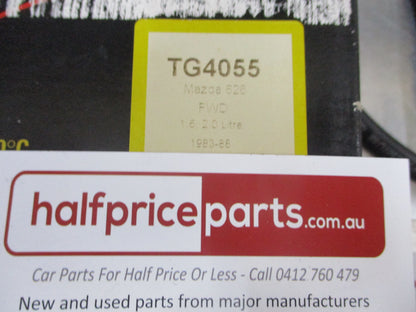 TG4055
Mazda 626
FWD
1.6, 2.0 Litre
1983-86
0°C
halfpriceparts.com.au
Car Parts For Half Price Or Less - Call 0412 760 479
New and used parts from major manufacturers